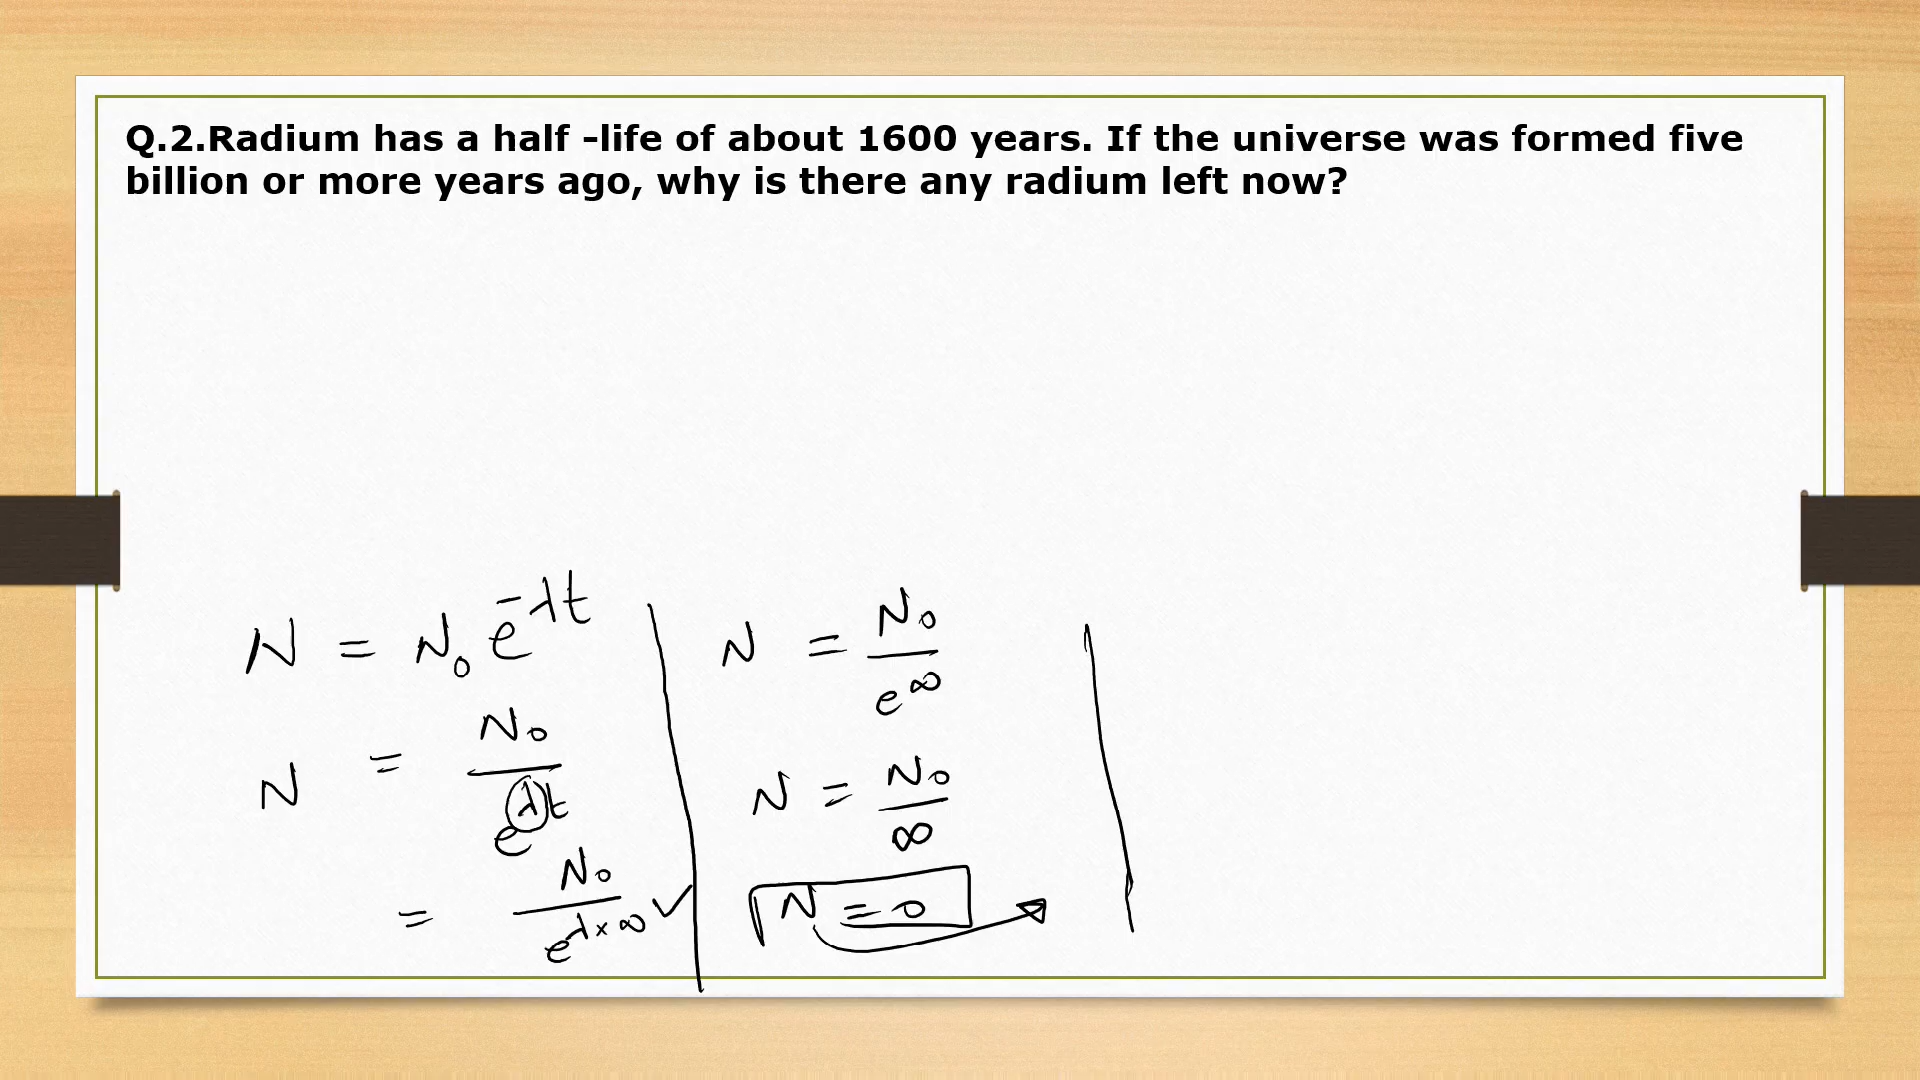 Q.2.Radium has a half -life of about 1600 years. If the universe was formed five
billion or more years ago, why is there any radium left now?
N = N₀ e^-λt
N = N₀ / e^λt
= N₀ / e^λ×∞ ✓
N = N₀ / e^∞
N = N₀ / ∞
N = 0